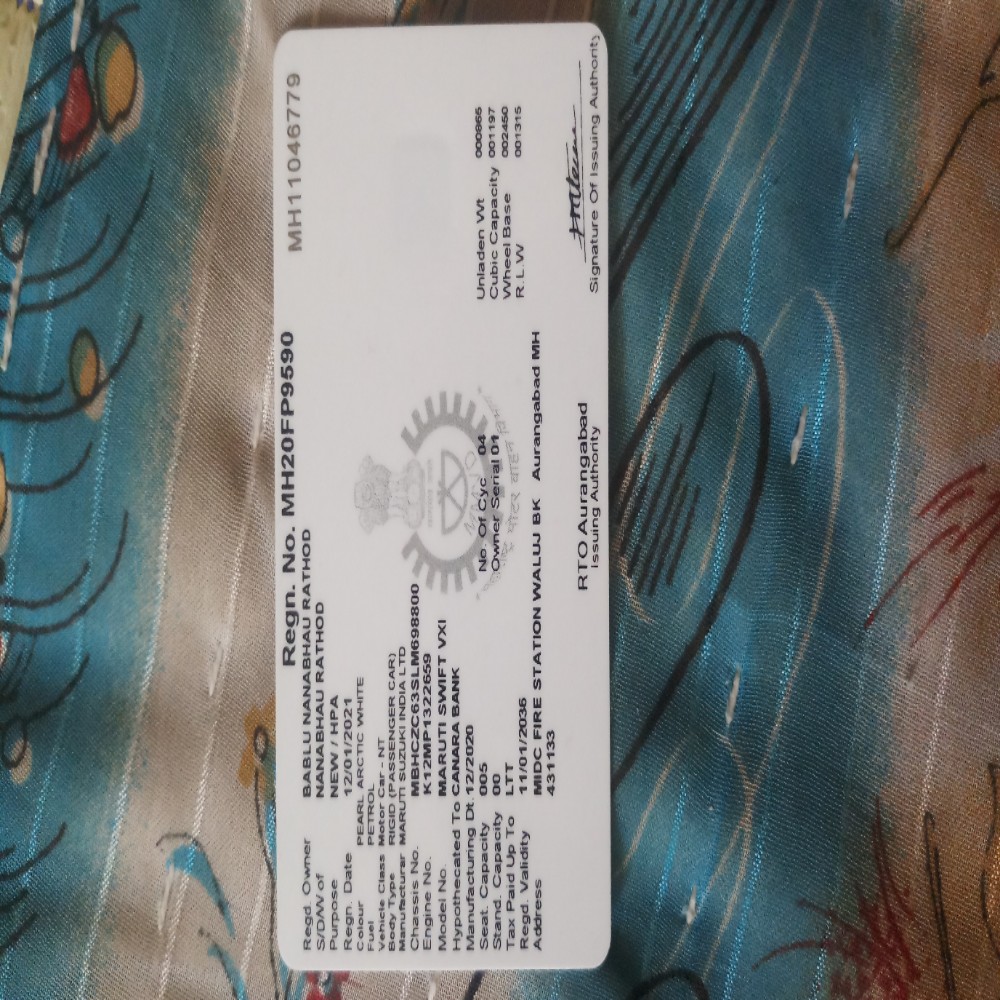 Regn. No. MH20FP9590 MH11046779
Regd. Owner BABLU NANABHAU RATHOD
S/D/W of NANABHAU RATHOD
Purpose NEW / HPA
Regn. Date 12/01/2021
Colour PEARL ARCTIC WHITE
Fuel PETROL
Vehicle Class Motor Car - NT
Body Type RIGID (PASSENGER CAR)
Manufacturar MARUTI SUZUKI INDIA LTD
Chassis No. MBHCZC63SLM698800
Engine No. K12MP1322659
Model No. MARUTI SWIFT VXI
Hypothecated To CANARA BANK
Manufacturing Dt. 12/2020
Seat. Capacity 005 No. Of Cyc 04 Unladen Wt 000865
Stand. Capacity 00 Owner Serial 01 Cubic Capacity 001197
Tax Paid Up To LTT Wheel Base 002450
Regd. Validity 11/01/2036 R.L.W 001315
Address MIDC FIRE STATION WALUJ BK Aurangabad MH
431133
RTO Aurangabad
Issuing Authority
Signature Of Issuing Authority